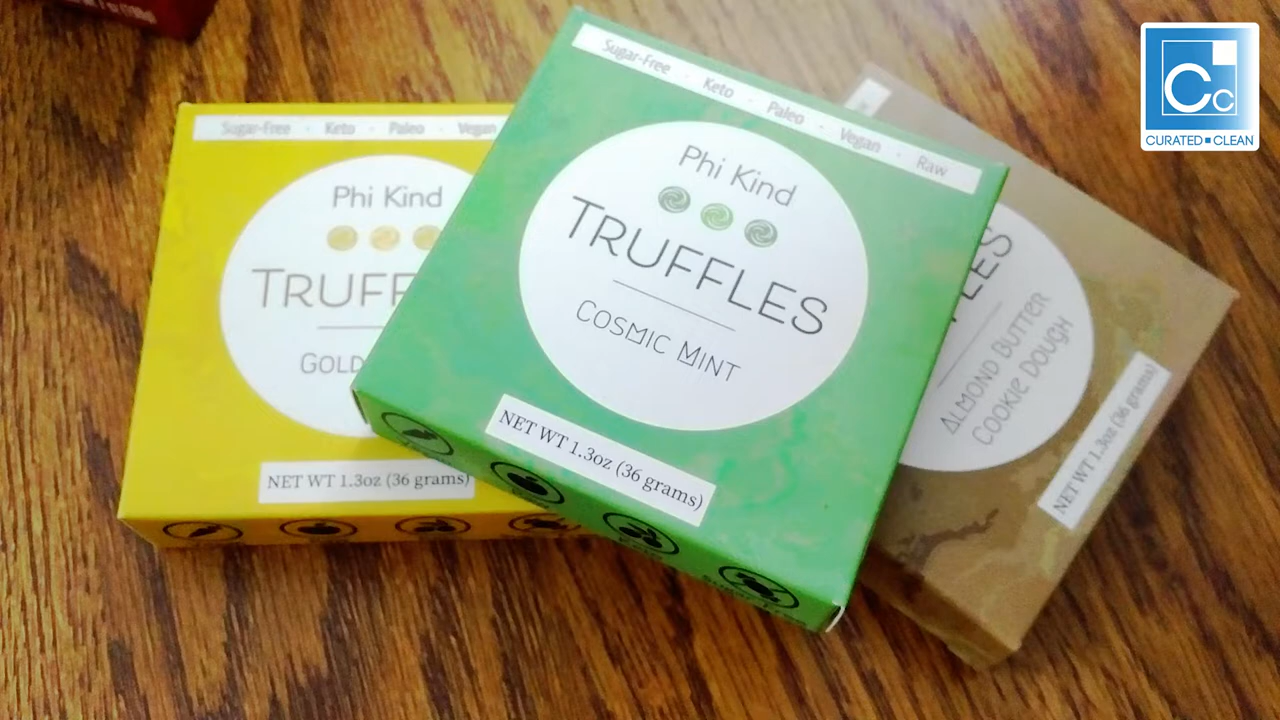 Cc
CURATED▪CLEAN
Sugar-Free · Keto · Paleo · Vegan
Phi Kind
TRUFF
GOLD
NET WT 1.3oz (36 grams)
Sugar-Free · Keto · Paleo · Vegan · Raw
Phi Kind
TRUFFLES
COSMIC MINT
NET WT 1.3oz (36 grams)
FLES
ALMOND BUTTER
COOKIE DOUGH
NET WT 1.3oz (36 grams)